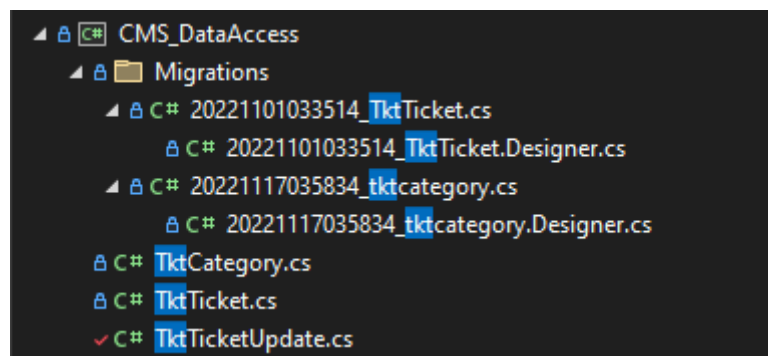 C# CMS_DataAccess
Migrations
C# 20221101033514_TktTicket.cs
C# 20221101033514_TktTicket.Designer.cs
C# 20221117035834_tktcategory.cs
C# 20221117035834_tktcategory.Designer.cs
C# TktCategory.cs
C# TktTicket.cs
C# TktTicketUpdate.cs